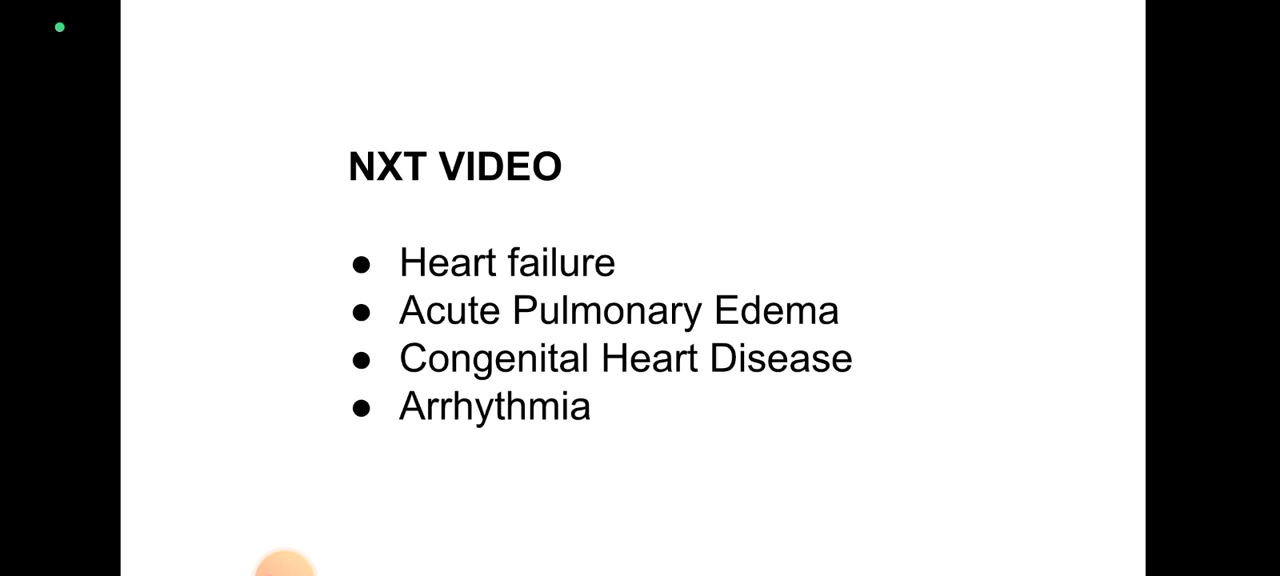 NXT VIDEO
● Heart failure
● Acute Pulmonary Edema
● Congenital Heart Disease
● Arrhythmia